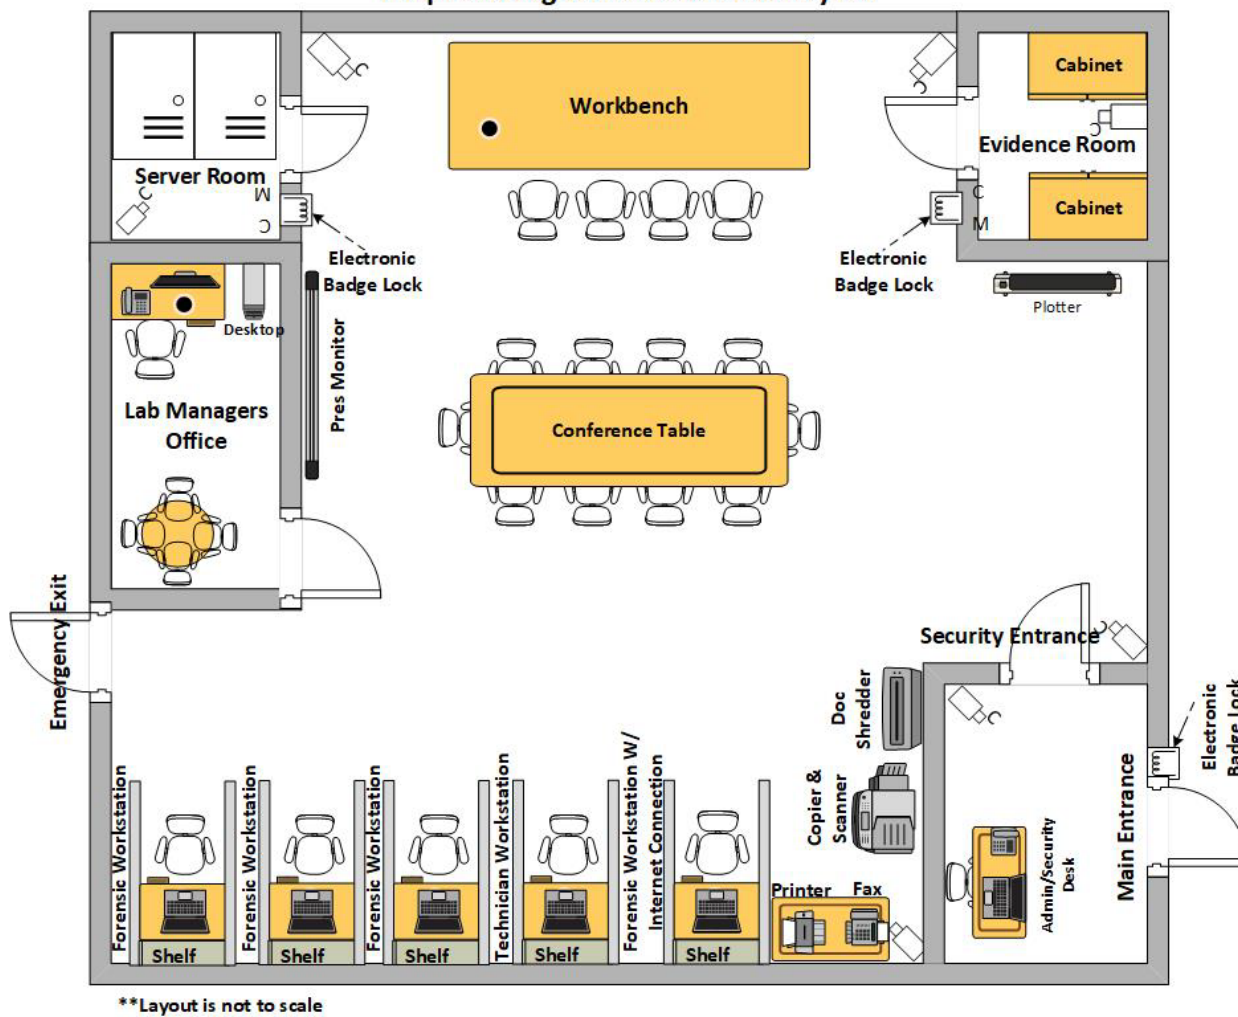 Workbench
Cabinet
Evidence Room
Cabinet
Server Room
M
C
C
M
Electronic
Badge Lock
Electronic
Badge Lock
Plotter
Desktop
Pres Monitor
Lab Managers
Office
Conference Table
Emergency Exit
Security Entrance
Electronic
Badge Lock
Doc
Shredder
Copier &
Scanner
Main Entrance
Admin/Security
Desk
Forensic Workstation
Forensic Workstation
Forensic Workstation
Technician Workstation
Forensic Workstation W/
Internet Connection
Printer
Fax
Shelf
Shelf
Shelf
Shelf
Shelf
**Layout is not to scale